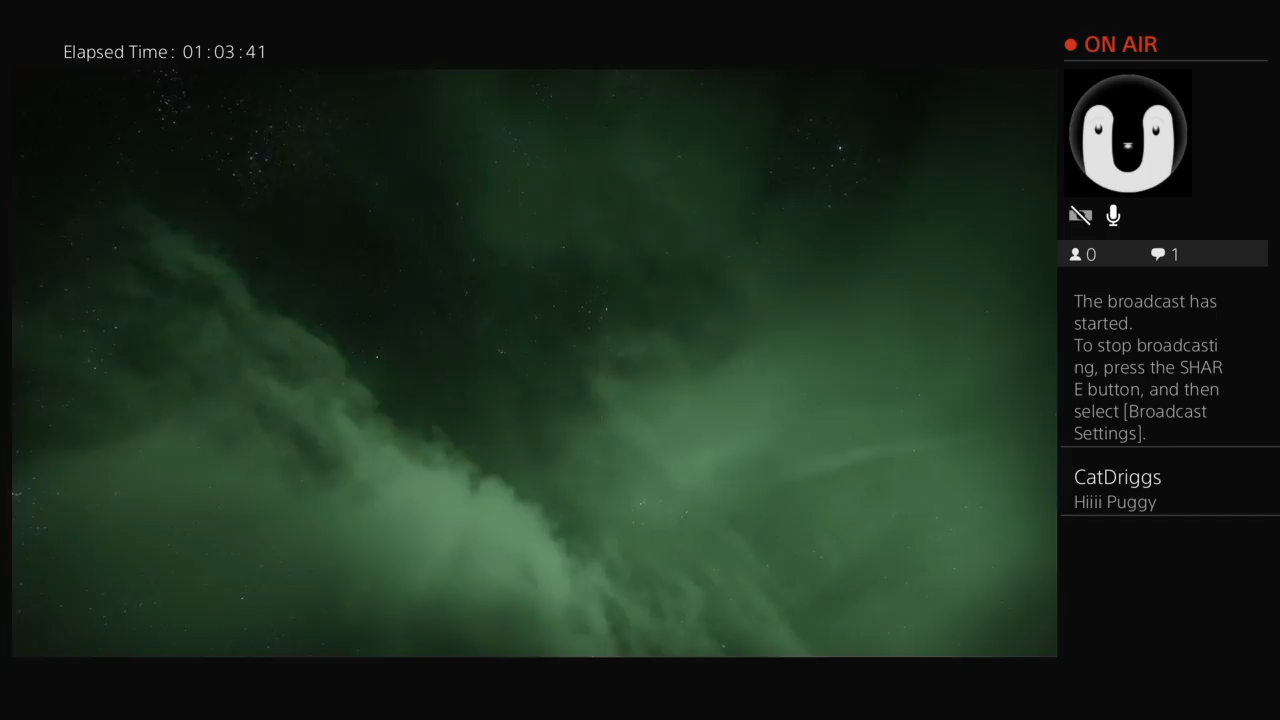 Elapsed Time: 01:03:41
ON AIR
0
1
The broadcast has
started.
To stop broadcasti
ng, press the SHAR
E button, and then
select [Broadcast
Settings].
CatDriggs
Hiiii Puggy